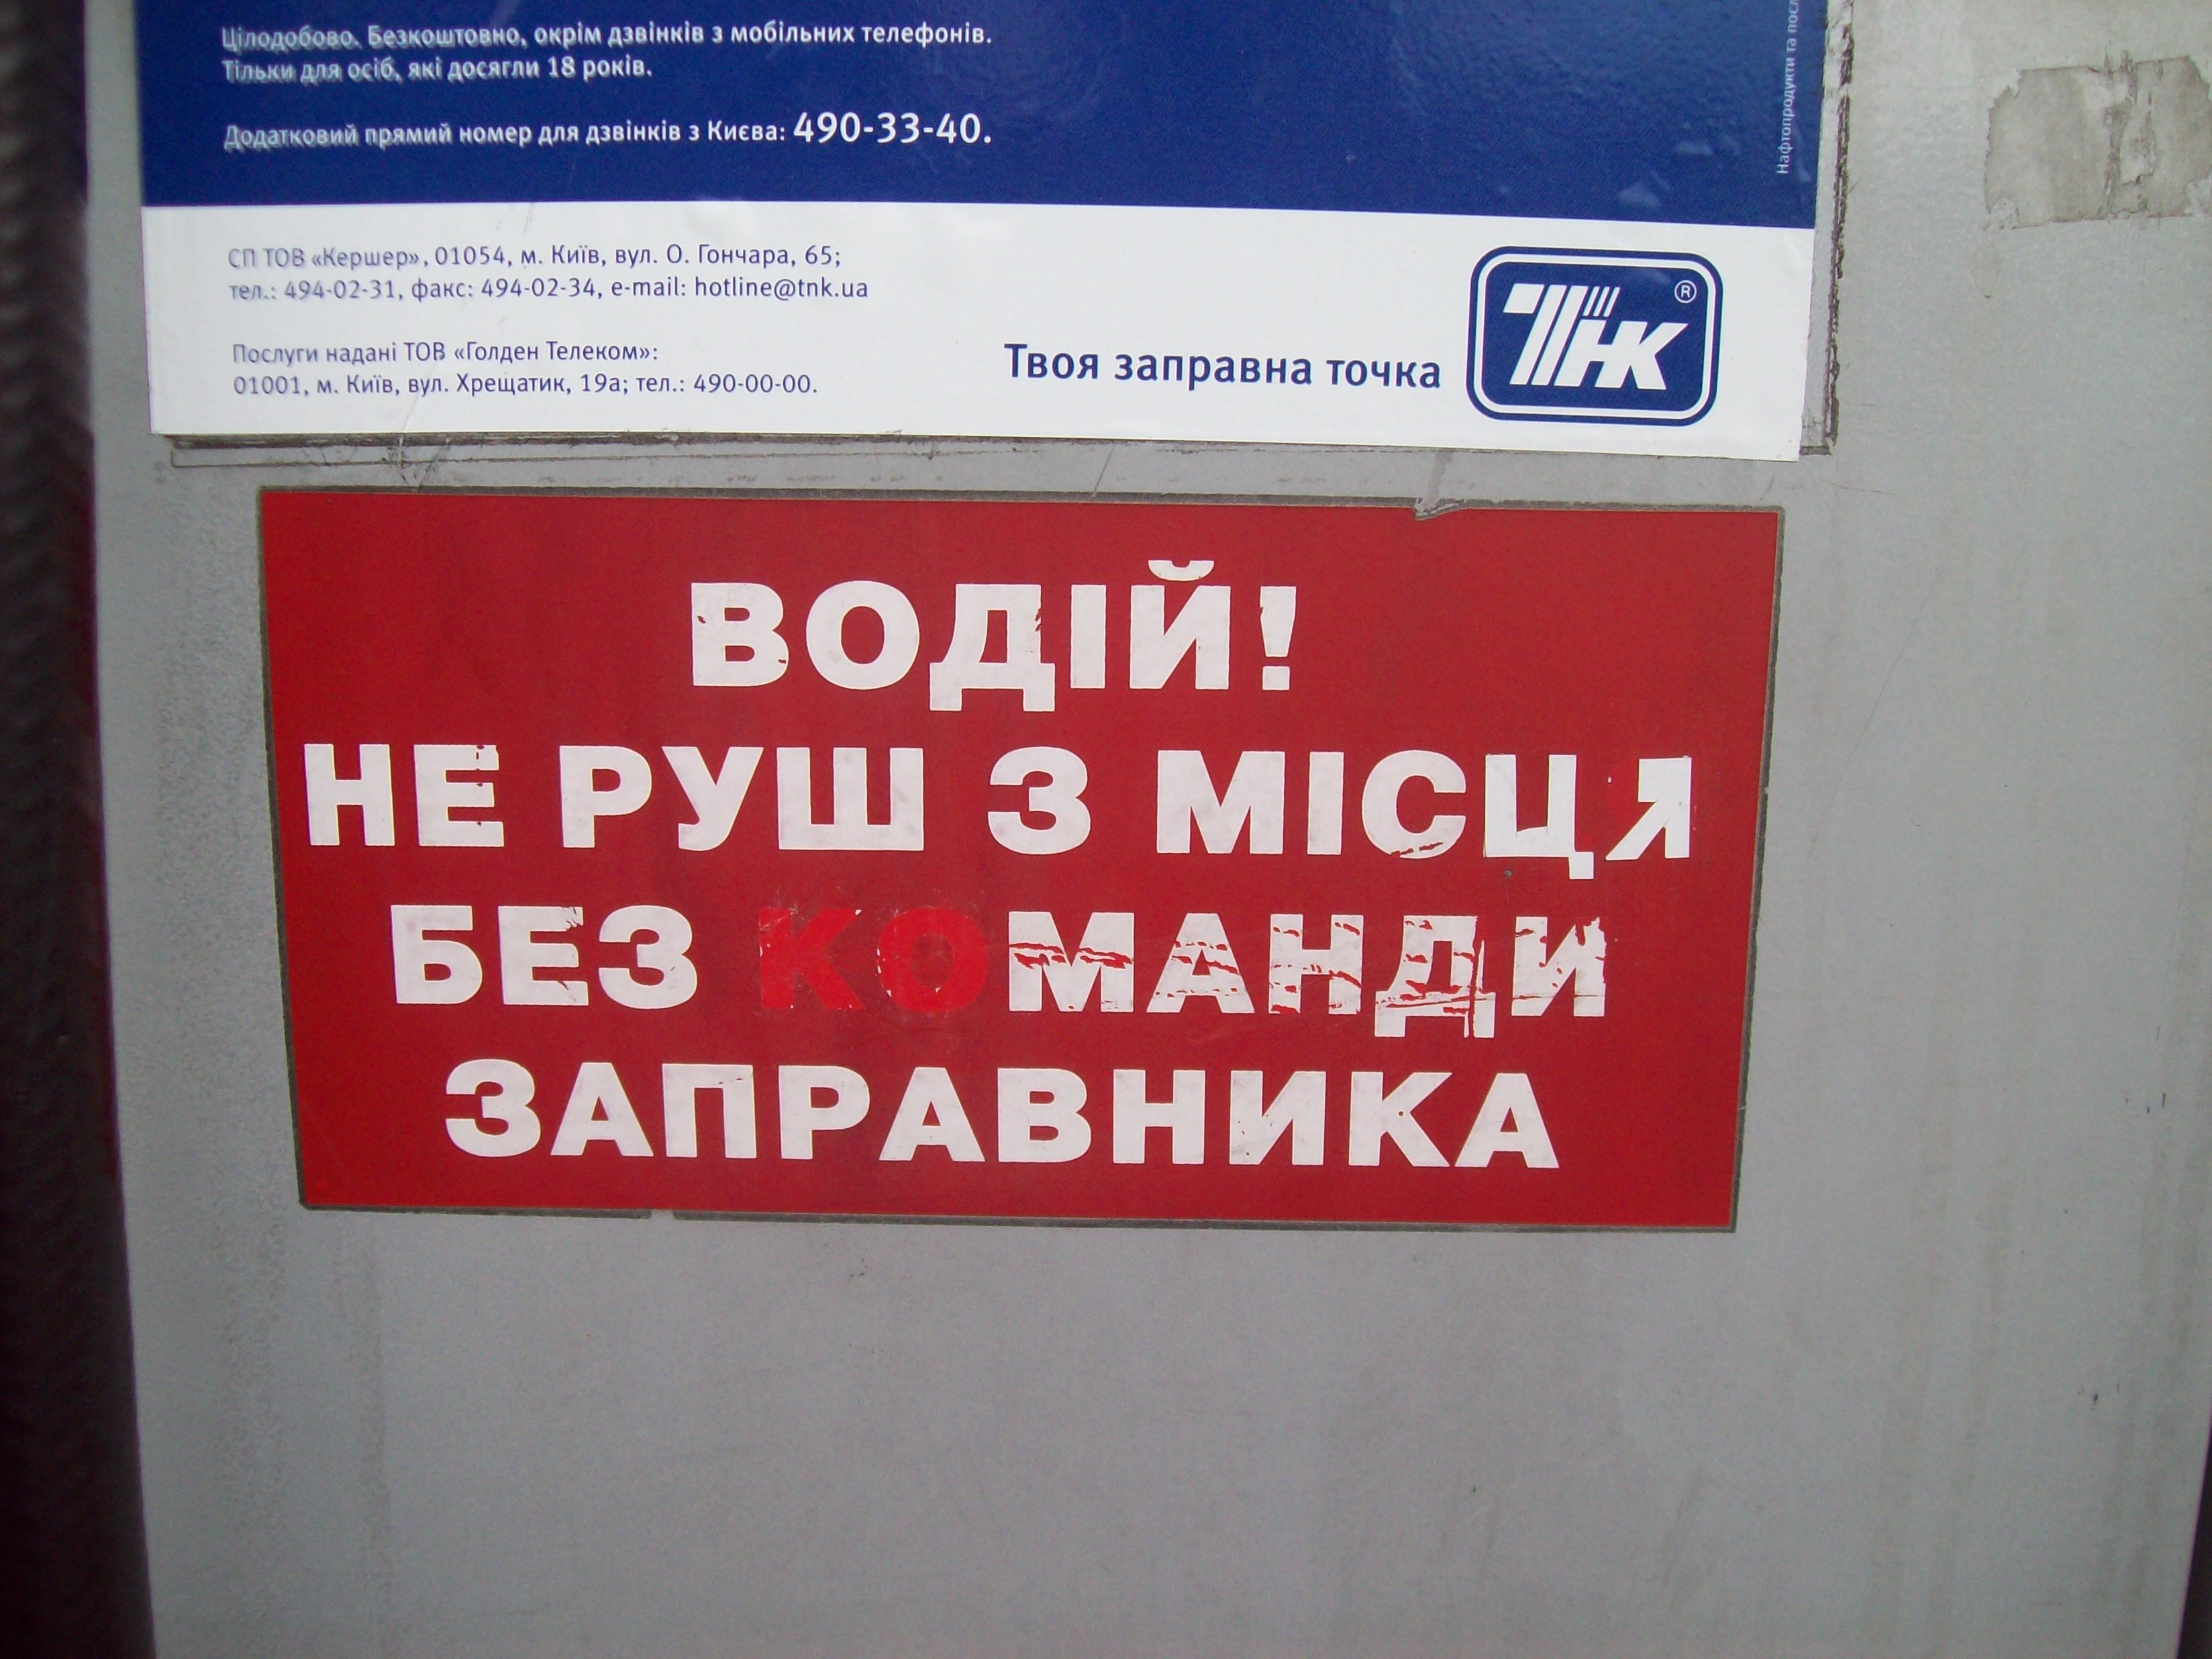 Цілодобово. Безкоштовно, окрім дзвінків з мобільних телефонів.
Тільки для осіб, які досягли 18 років.
Додатковий прямий номер для дзвінків з Києва: 490-33-40.
Нафтопродукти та
СП ТОВ «Кершер», 01054, м. Київ, вул. О. Гончара, 65;
тел.: 494-02-31, факс: 494-02-34, e-mail: hotline@tnk.ua
Послуги надані ТОВ «Голден Телеком»:
01001, м. Київ, вул. Хрещатик, 19а; тел.: 490-00-00.
Твоя заправна точка
ТНК ®
ВОДІЙ!
НЕ РУШ З МІСЦЯ
БЕЗ КОМАНДИ
ЗАПРАВНИКА